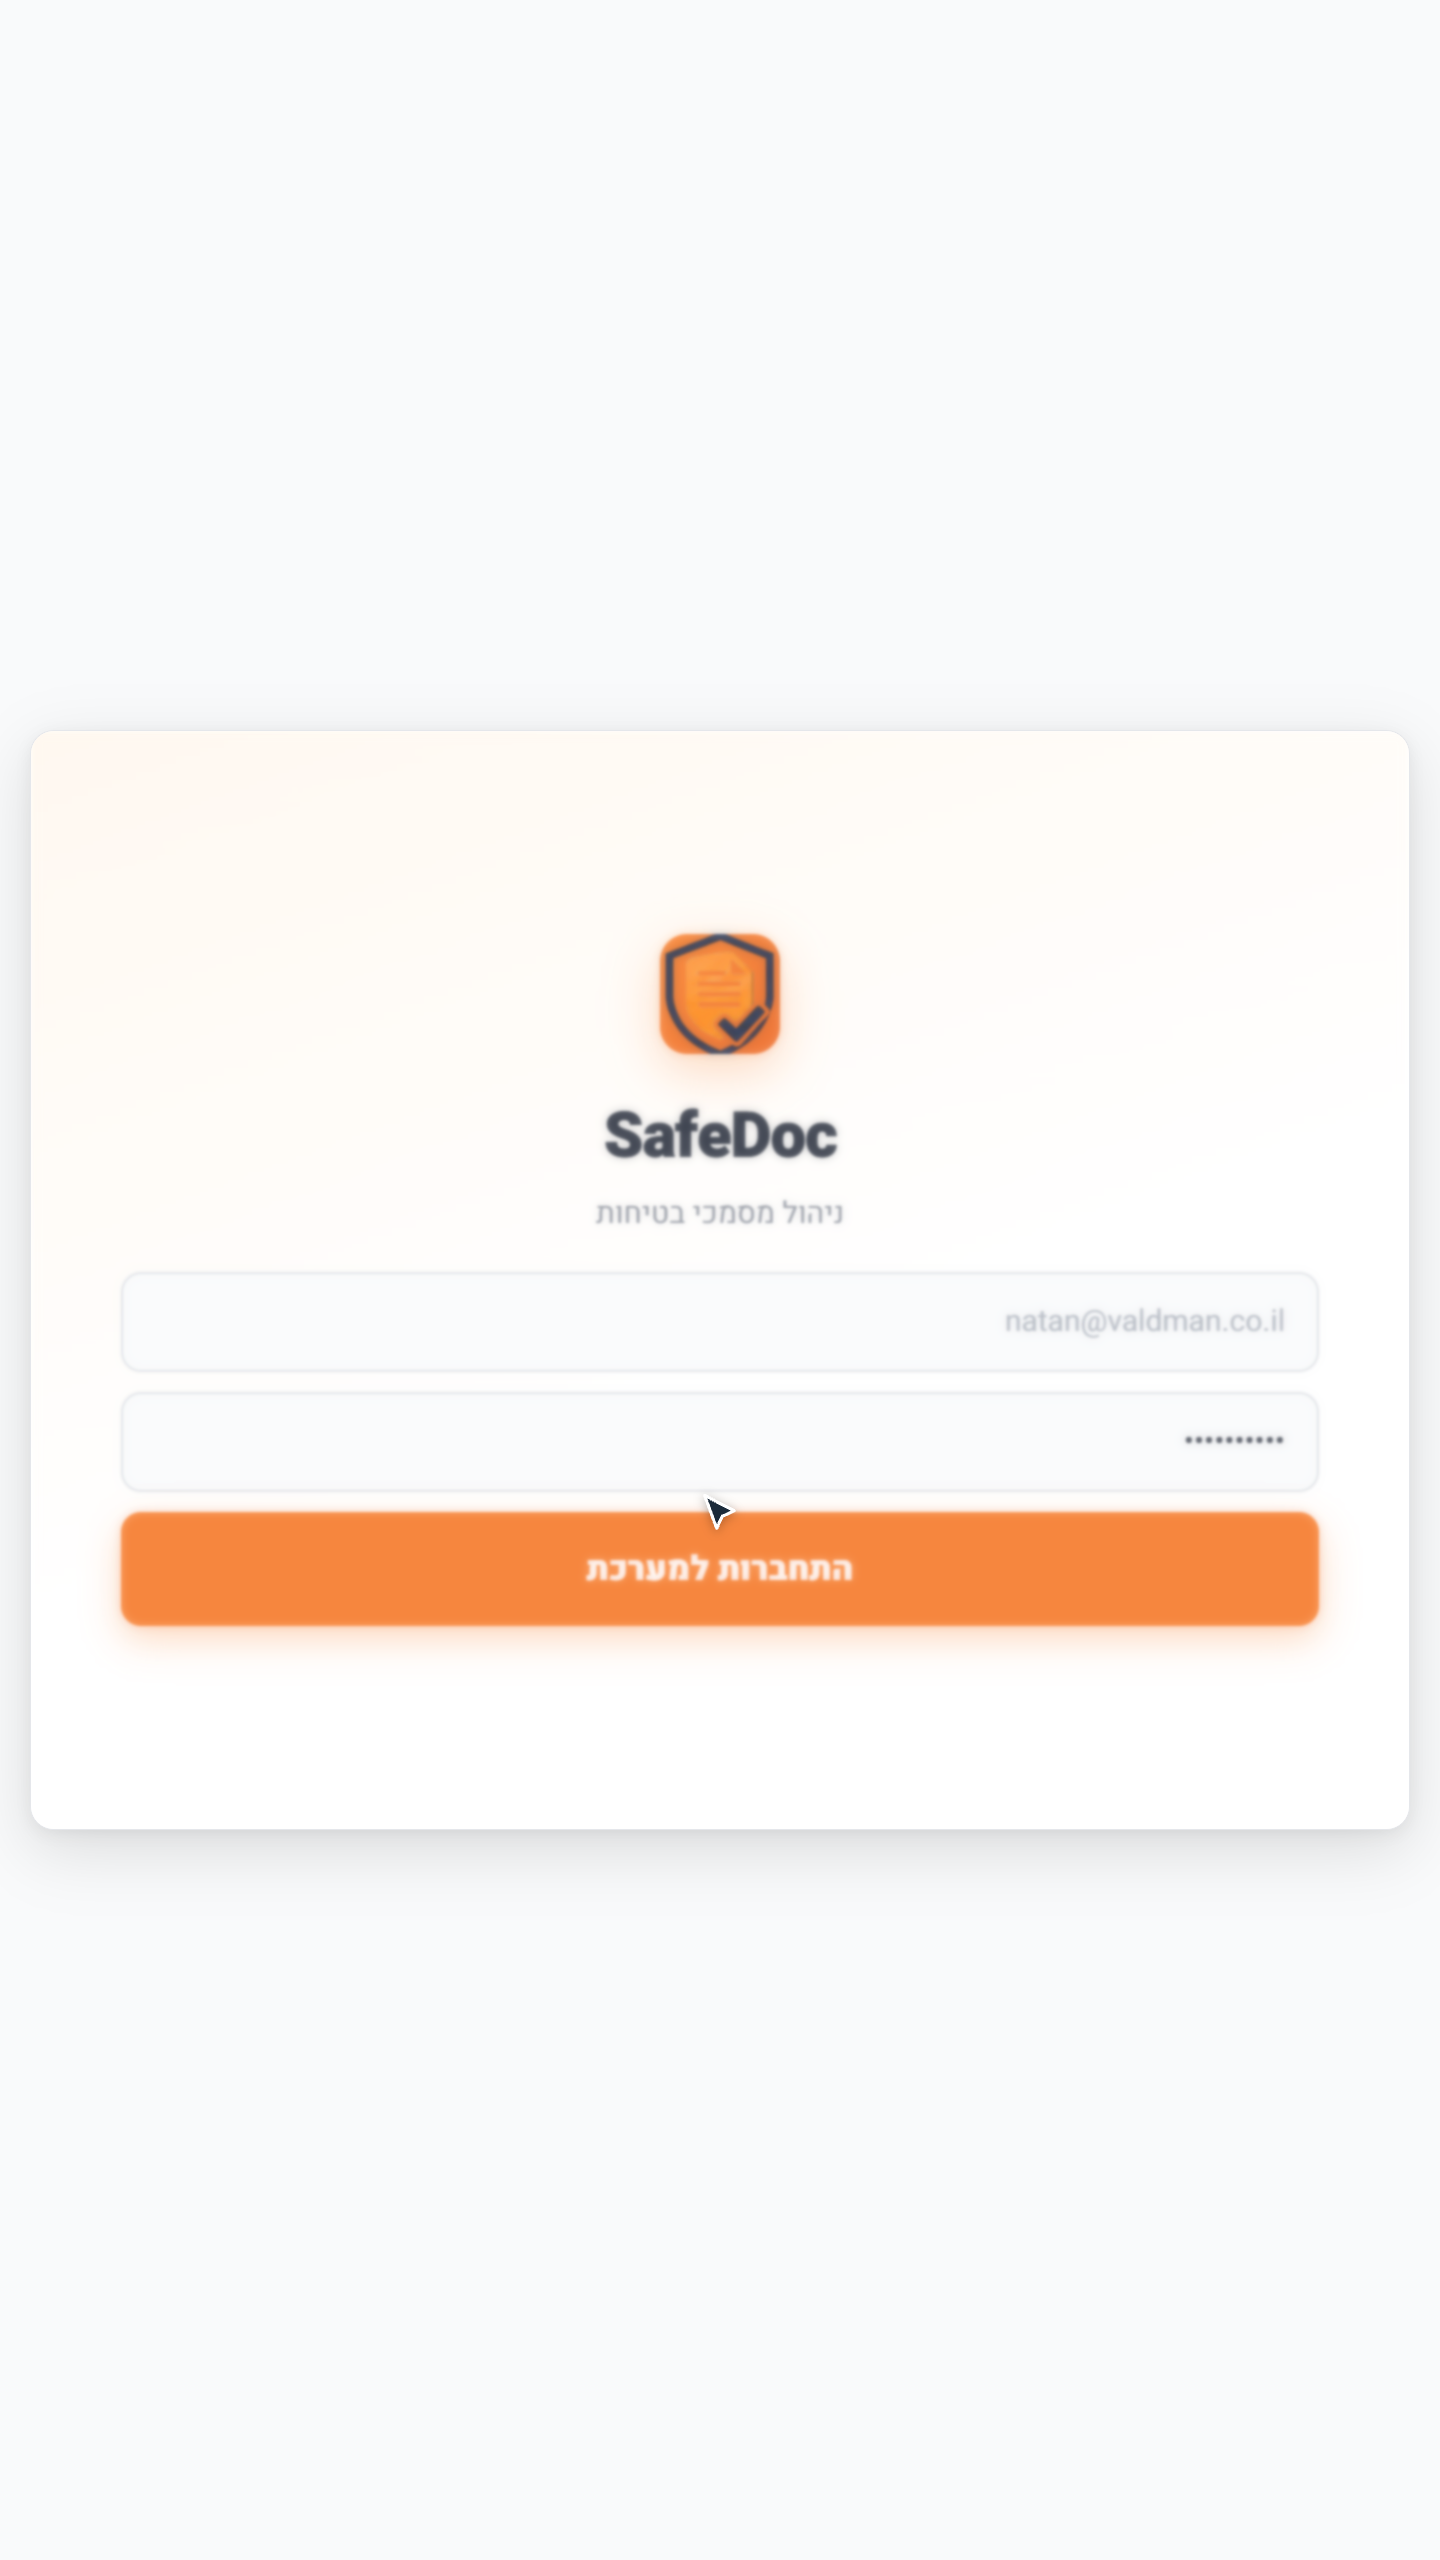 SafeDoc
ניהול מסמכי בטיחות
natan@valdman.co.il
••••••••••
התחברות למערכת